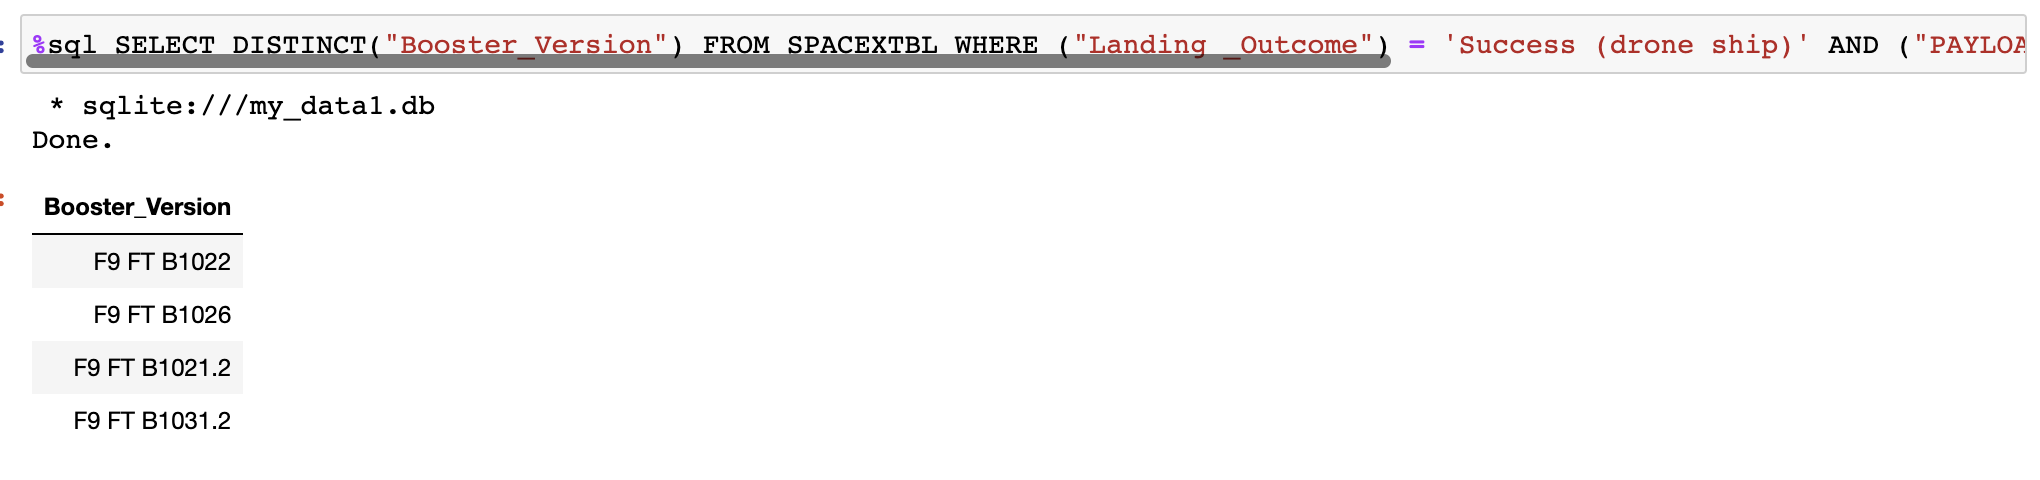 %sql SELECT DISTINCT("Booster_Version") FROM SPACEXTBL WHERE ("Landing _Outcome") = 'Success (drone ship)' AND ("PAYLOA
* sqlite:///my_data1.db
Done.
Booster_Version
F9 FT B1022
F9 FT B1026
F9 FT B1021.2
F9 FT B1031.2